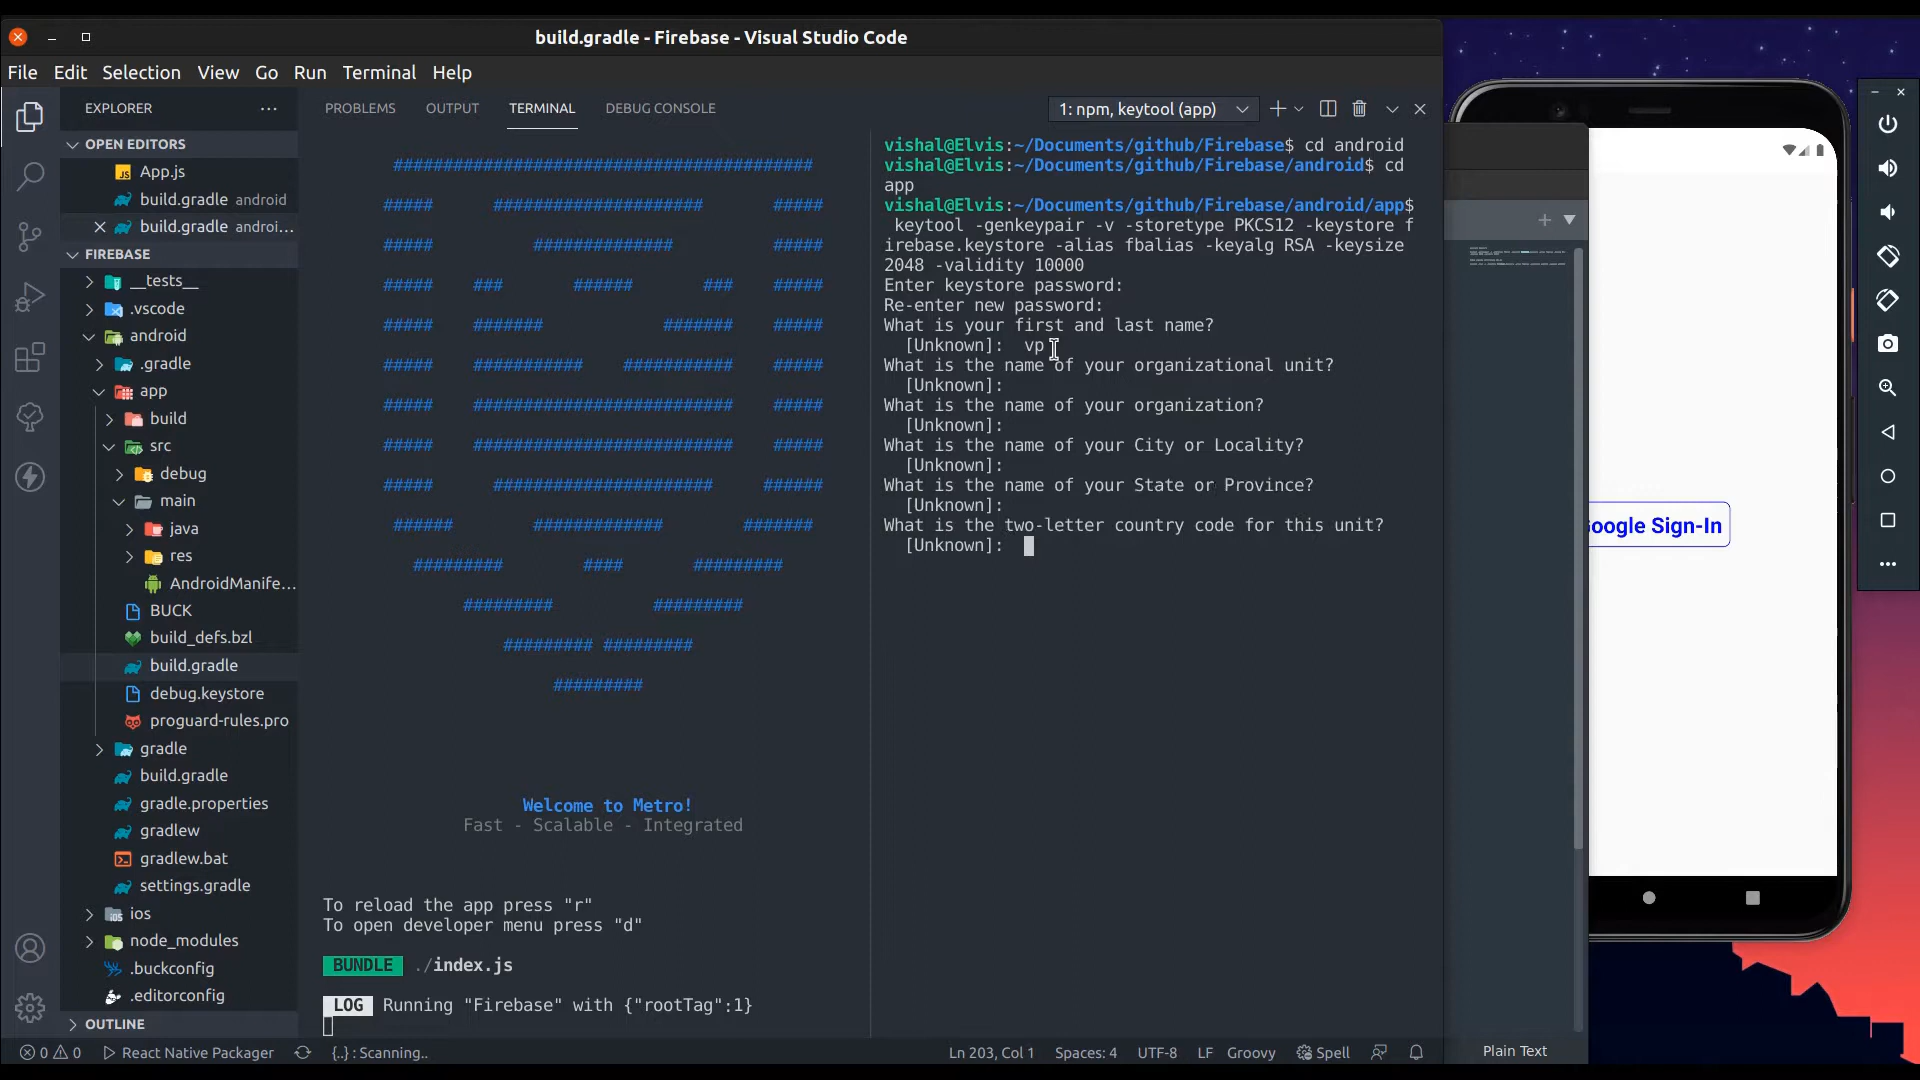 build.gradle - Firebase - Visual Studio Code
File Edit Selection View Go Run Terminal Help
EXPLORER
OPEN EDITORS
App.js
build.gradle android
build.gradle androi...
FIREBASE
__tests__
.vscode
android
.gradle
app
build
src
debug
main
java
res
AndroidManife...
BUCK
build_defs.bzl
build.gradle
debug.keystore
proguard-rules.pro
gradle
build.gradle
gradle.properties
gradlew
gradlew.bat
settings.gradle
ios
node_modules
.buckconfig
.editorconfig
OUTLINE
PROBLEMS OUTPUT TERMINAL DEBUG CONSOLE
1: npm, keytool (app)
##########################################
##### ##################### #####
##### ############## #####
##### ### ###### ### #####
##### ####### ####### #####
##### ########### ########### #####
##### ########################## #####
##### ########################## #####
##### ###################### ######
###### ############# #######
######### #### #########
######### #########
######### #########
#########
Welcome to Metro!
Fast - Scalable - Integrated
To reload the app press "r"
To open developer menu press "d"
BUNDLE ./index.js
LOG Running "Firebase" with {"rootTag":1}
vishal@Elvis:~/Documents/github/Firebase$ cd android
vishal@Elvis:~/Documents/github/Firebase/android$ cd
app
vishal@Elvis:~/Documents/github/Firebase/android/app$
keytool -genkeypair -v -storetype PKCS12 -keystore f
irebase.keystore -alias fbalias -keyalg RSA -keysize
2048 -validity 10000
Enter keystore password:
Re-enter new password:
What is your first and last name?
[Unknown]: vp
What is the name of your organizational unit?
[Unknown]:
What is the name of your organization?
[Unknown]:
What is the name of your City or Locality?
[Unknown]:
What is the name of your State or Province?
[Unknown]:
What is the two-letter country code for this unit?
[Unknown]:
oogle Sign-In
0 0 React Native Packager {..} : Scanning..
Ln 203, Col 1 Spaces: 4 UTF-8 LF Groovy Spell
Plain Text